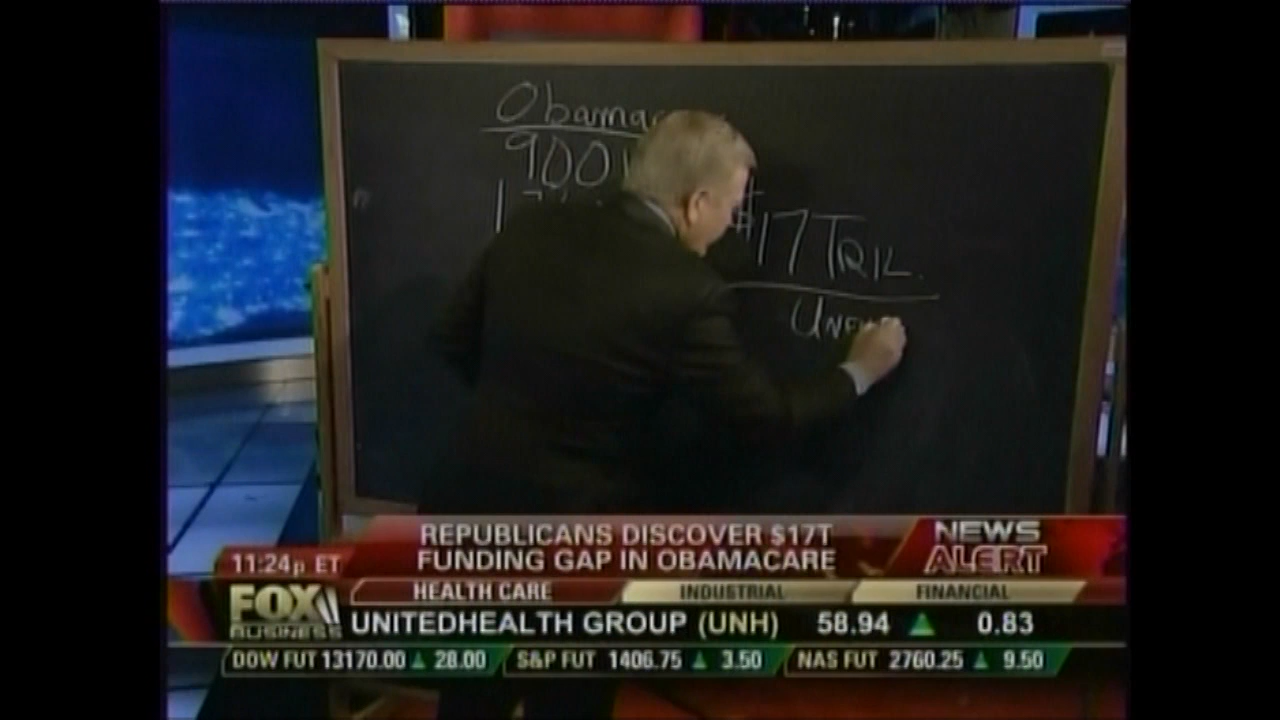 Obama
900
$17 TRIL.
UNFU
REPUBLICANS DISCOVER $17T
FUNDING GAP IN OBAMACARE
NEWS
ALERT
11:24p ET
HEALTH CARE INDUSTRIAL FINANCIAL
FOX
BUSINESS
UNITEDHEALTH GROUP (UNH) 58.94 ▲ 0.83
DOW FUT 13170.00 ▲ 28.00 S&P FUT 1406.75 ▲ 3.50 NAS FUT 2760.25 ▲ 9.50